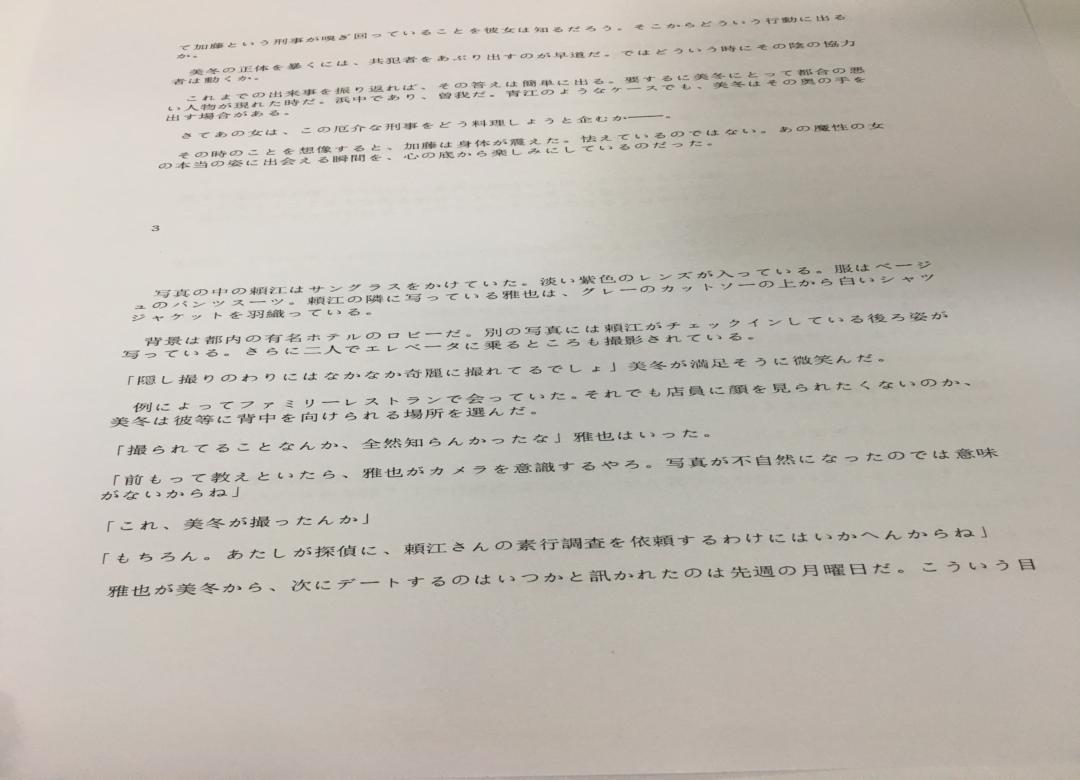 て加藤という刑事が嗅ぎ回っていることを彼女は知るだろう。そこからどういう行動に出る
か。
美冬の正体を暴くには、共犯者をあぶり出すのが早道だ。ではどういう時にその陰の協力
者は動くか。
これまでの出来事を振り返れば、その答えは簡単に出る。要するに美冬にとって都合の悪
い人物が現れた時だ。浜中であり、曽我だ。青江のようなケースでも、美冬はその奥の手を
出す場合がある。
さてあの女は、この厄介な刑事をどう料理しようと企むか――。
その時のことを想像すると、加藤は身体が震えた。怯えているのではない。あの魔性の女
の本当の姿に出会える瞬間を、心の底から楽しみにしているのだった。
3
写真の中の頼江はサングラスをかけていた。淡い紫色のレンズが入っている。服はベージ
ュのパンツスーツ。頼江の隣に写っている雅也は、グレーのカットソーの上から白いシャツ
ジャケットを羽織っている。
背景は都内の有名ホテルのロビーだ。別の写真には頼江がチェックインしている後ろ姿が
写っている。さらに二人でエレベータに乗るところも撮影されている。
「隠し撮りのわりにはなかなか奇麗に撮れてるでしょ」美冬が満足そうに微笑んだ。
例によってファミリーレストランで会っていた。それでも店員に顔を見られたくないのか、
美冬は彼等に背中を向けられる場所を選んだ。
「撮られてることなんか、全然知らんかったな」雅也はいった。
「前もって教えといたら、雅也がカメラを意識するやろ。写真が不自然になったのでは意味
がないからね」
「これ、美冬が撮ったんか」
「もちろん。あたしが探偵に、頼江さんの素行調査を依頼するわけにはいかへんからね」
雅也が美冬から、次にデートするのはいつかと訊かれたのは先週の月曜日だ。こういう目